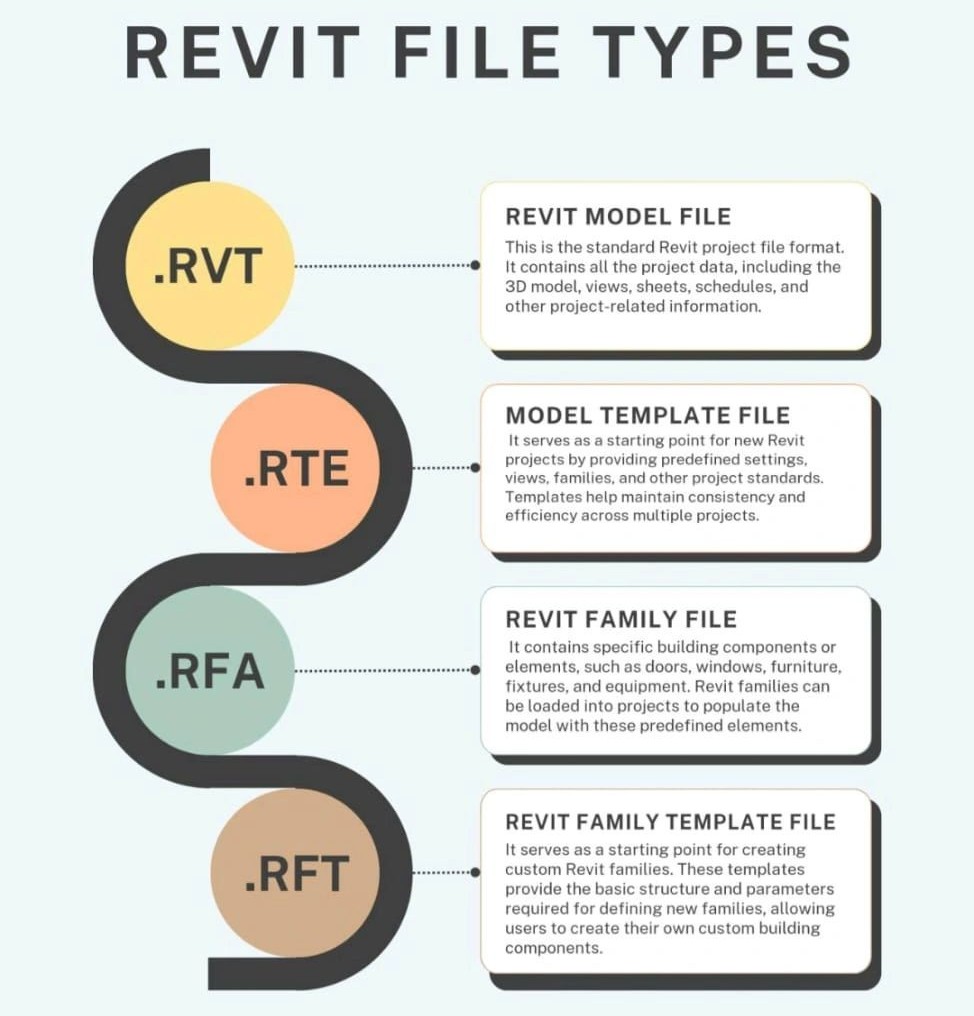 REVIT FILE TYPES
.RVT
REVIT MODEL FILE
This is the standard Revit project file format.
It contains all the project data, including the
3D model, views, sheets, schedules, and
other project-related information.
.RTE
MODEL TEMPLATE FILE
It serves as a starting point for new Revit
projects by providing predefined settings,
views, families, and other project standards.
Templates help maintain consistency and
efficiency across multiple projects.
.RFA
REVIT FAMILY FILE
It contains specific building components or
elements, such as doors, windows, furniture,
fixtures, and equipment. Revit families can
be loaded into projects to populate the
model with these predefined elements.
.RFT
REVIT FAMILY TEMPLATE FILE
It serves as a starting point for creating
custom Revit families. These templates
provide the basic structure and parameters
required for defining new families, allowing
users to create their own custom building
components.